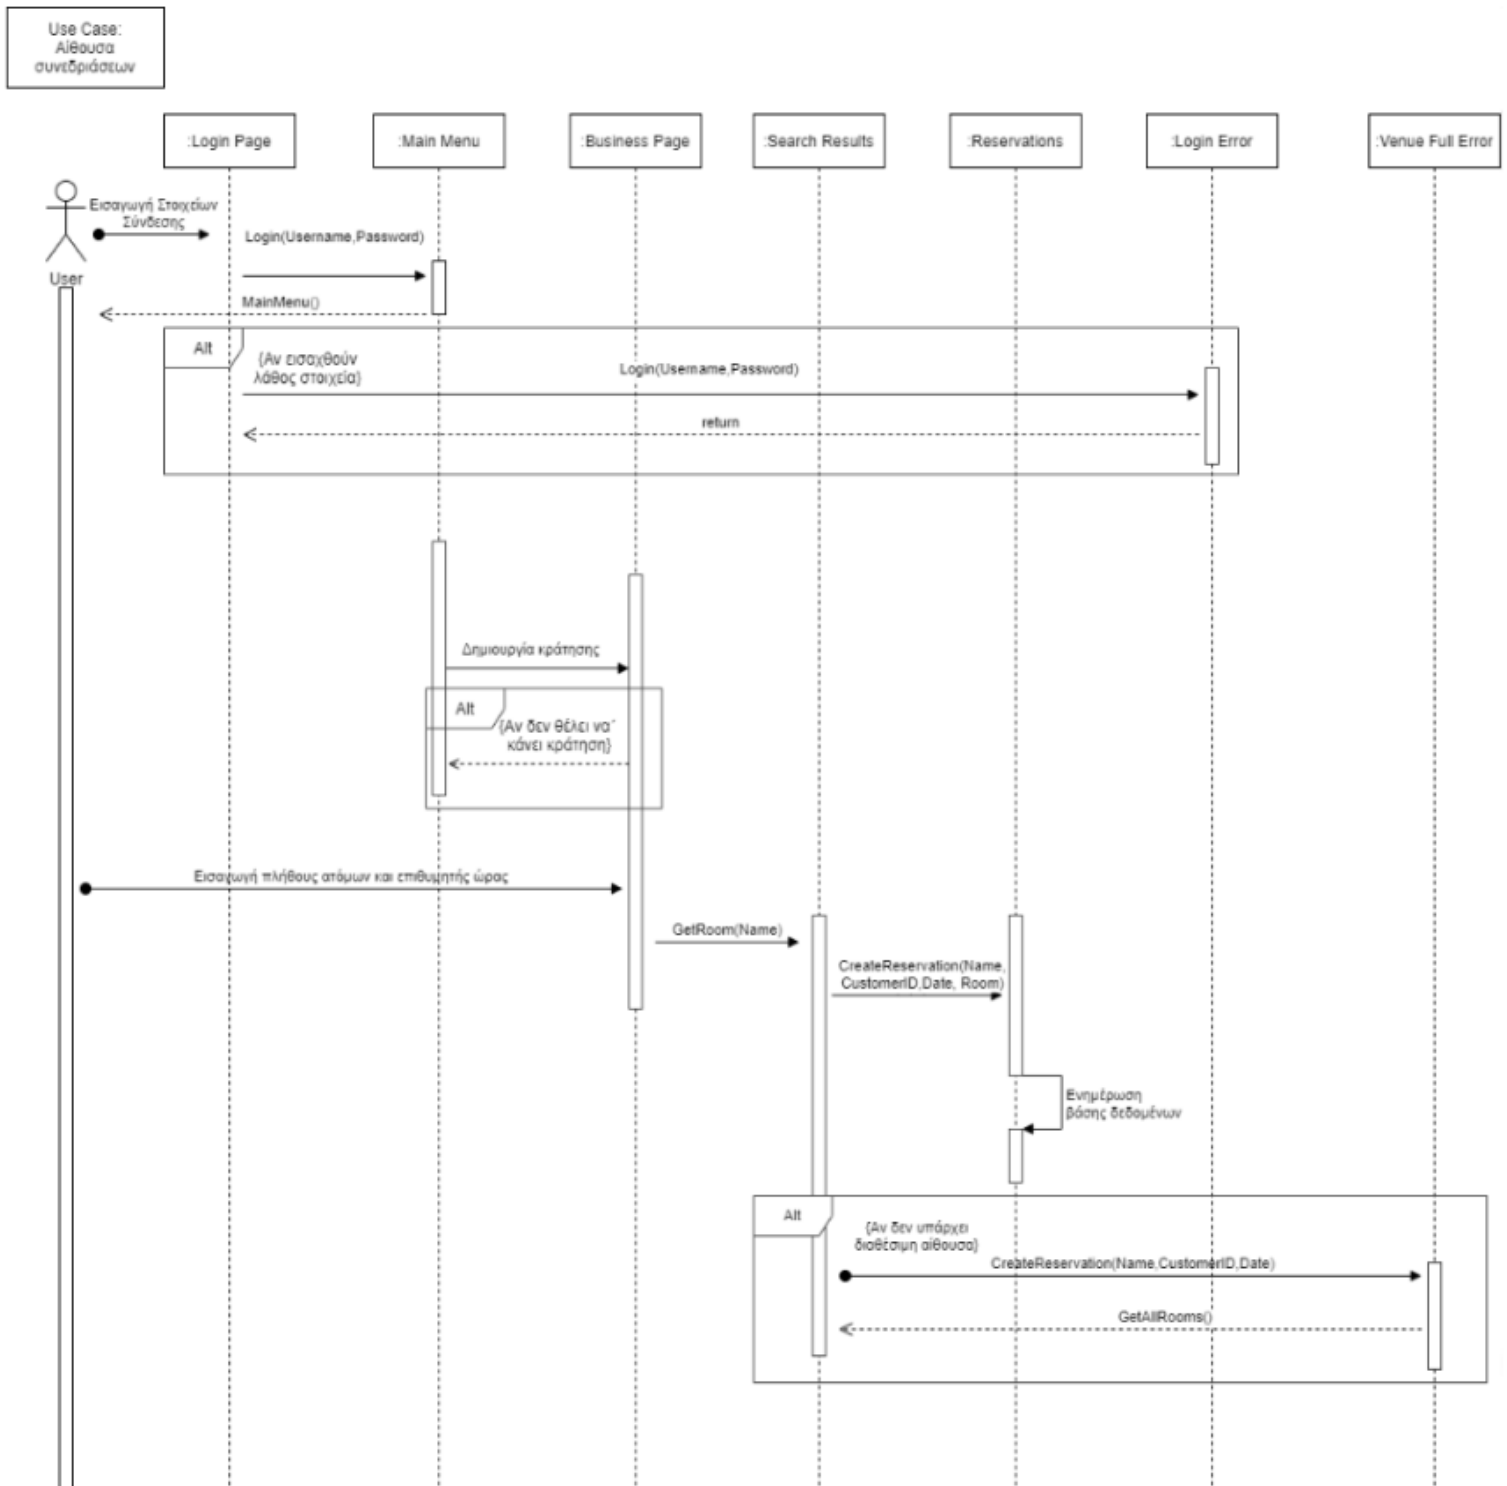 Use Case:
Αίθουσα
συνεδριάσεων
:Login Page
:Main Menu
:Business Page
:Search Results
:Reservations
:Login Error
:Venue Full Error
Εισαγωγή Στοιχείων
Σύνδεσης
User
Login(Username,Password)
MainMenu()
Alt
{Αν εισαχθούν
λάθος στοιχεία}
Login(Username,Password)
return
Δημιουργία κράτησης
Alt
{Αν δεν θέλει να
κάνει κράτηση}
Εισαγωγή πλήθους ατόμων και επιθυμητής ώρας
GetRoom(Name)
CreateReservation(Name,
CustomerID,Date, Room)
Ενημέρωση
βάσης δεδομένων
Alt
{Αν δεν υπάρχει
διαθέσιμη αίθουσα}
CreateReservation(Name,CustomerID,Date)
GetAllRooms()